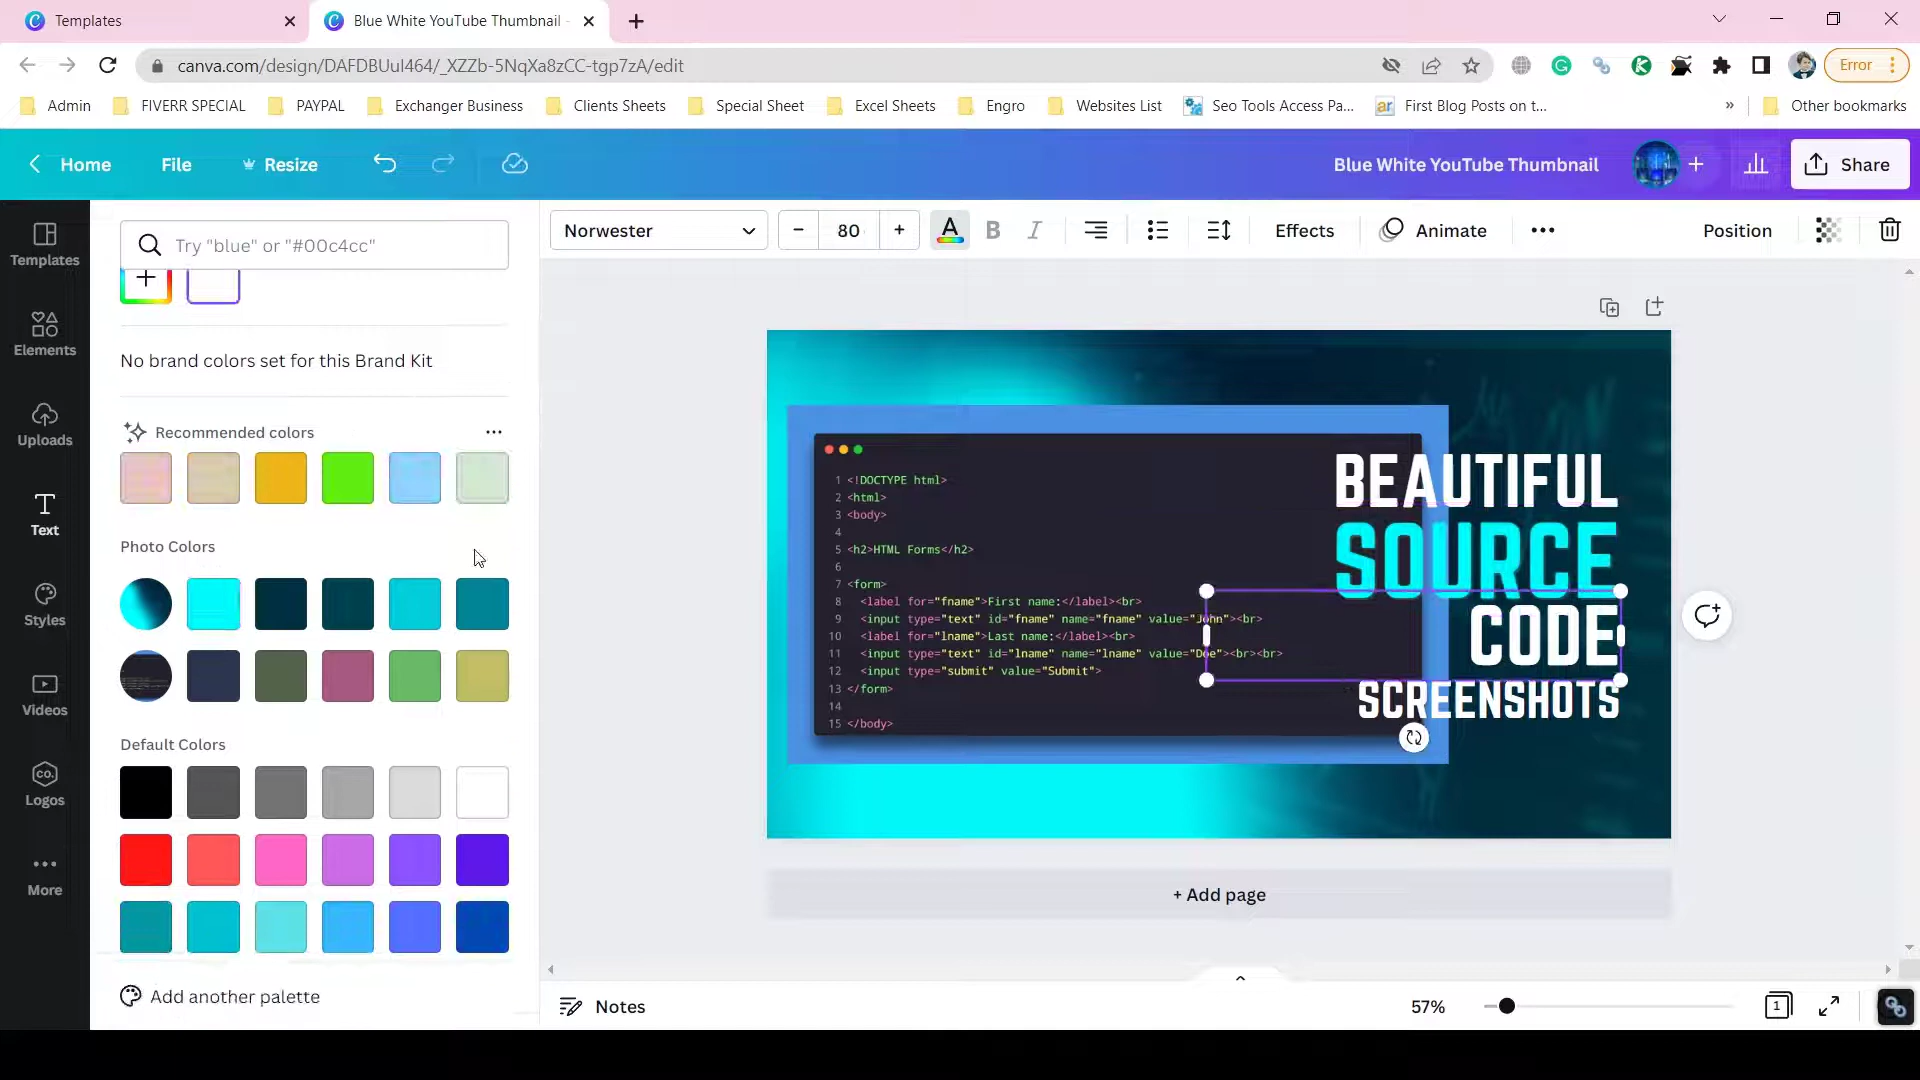 Templates
Blue White YouTube Thumbnail -
canva.com/design/DAFDBUuI464/_XZZb-5NqXa8zCC-tgp7zA/edit
Error
Admin
FIVERR SPECIAL
PAYPAL
Exchanger Business
Clients Sheets
Special Sheet
Excel Sheets
Engro
Websites List
Seo Tools Access Pa...
ar
First Blog Posts on t...
»
Other bookmarks
Home
File
Resize
Blue White YouTube Thumbnail
Share
Templates
Elements
Uploads
Text
Styles
Videos
CO.
Logos
More
Try "blue" or "#00c4cc"
No brand colors set for this Brand Kit
Recommended colors
Photo Colors
Default Colors
Add another palette
Norwester
80
A
B
I
Effects
Animate
Position
1 <!DOCTYPE html>
2 <html>
3 <body>
4
5 <h2>HTML Forms</h2>
6
7 <form>
8 <label for="fname">First name:</label><br>
9 <input type="text" id="fname" name="fname" value="John"><br>
10 <label for="lname">Last name:</label><br>
11 <input type="text" id="lname" name="lname" value="Doe"><br><br>
12 <input type="submit" value="Submit">
13 </form>
14
15 </body>
BEAUTIFUL
SOURCE
CODE
SCREENSHOTS
+ Add page
Notes
57%
1